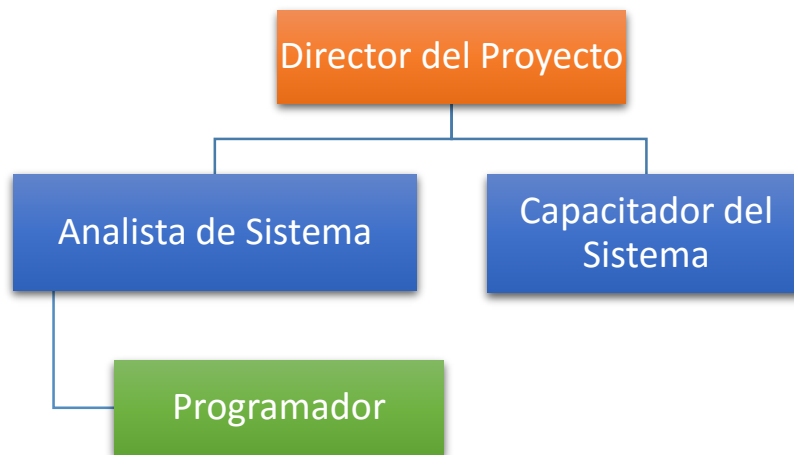 Director del Proyecto
Analista de Sistema
Capacitador del
Sistema
Programador